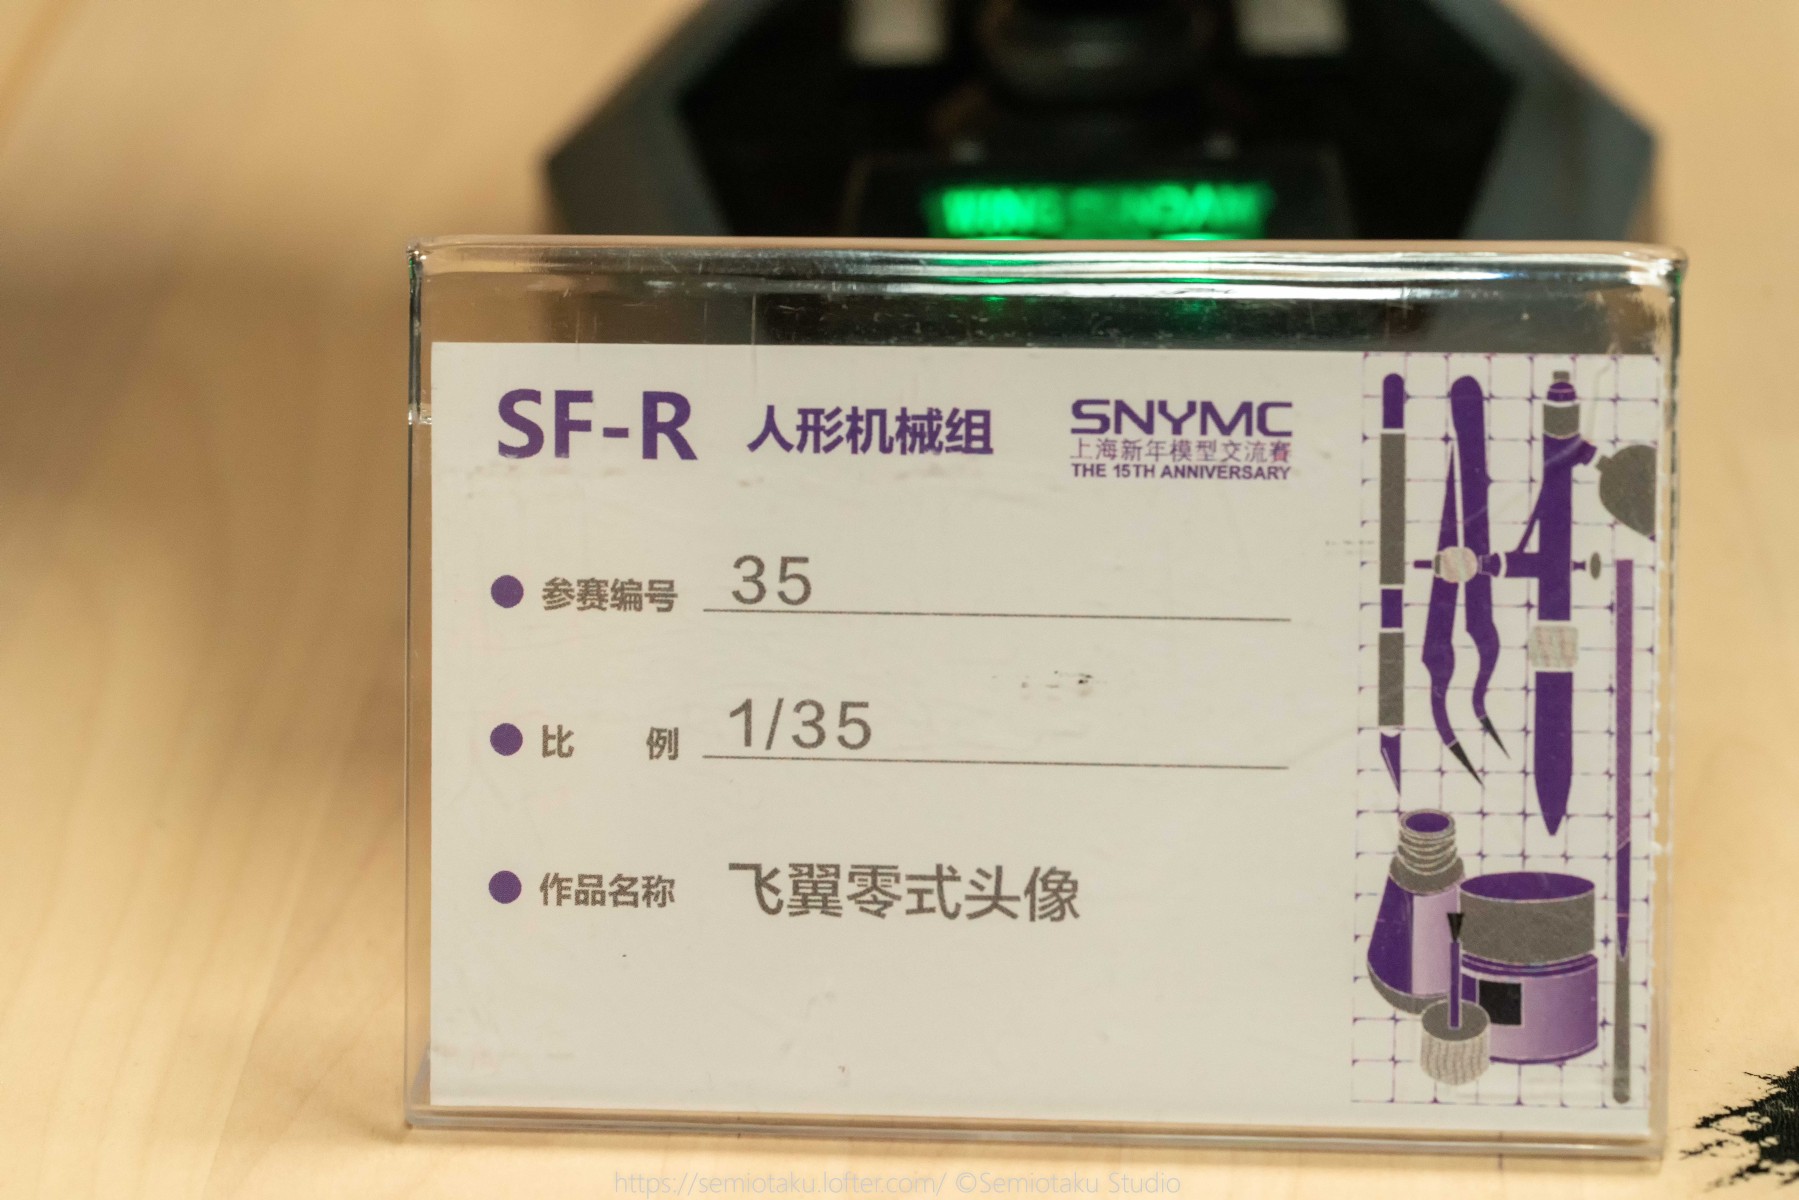 SF-R 人形机械组
SNYMC
上海新年模型交流賽
THE 15TH ANNIVERSARY
参赛编号 35
比例 1/35
作品名称 飞翼零式头像
https://semiotaku.lofter.com/ ©Semiotaku Studio